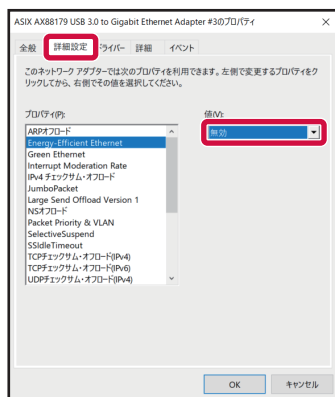 ASIX AX88179 USB 3.0 to Gigabit Ethernet Adapter #3のプロパティ
全般 詳細設定 ドライバー 詳細 イベント
このネットワーク アダプターでは次のプロパティを利用できます。左側で変更するプロパティをク
リックしてから、右側でその値を選択してください。
プロパティ(P): 値(V):
ARPオフロード 無効
Energy-Efficient Ethernet
Green Ethernet
Interrupt Moderation Rate
IPv4 チェックサム・オフロード
JumboPacket
Large Send Offload Version 1
NSオフロード
Packet Priority & VLAN
SelectiveSuspend
SSIdleTimeout
TCPチェックサム・オフロード(IPv4)
TCPチェックサム・オフロード(IPv6)
UDPチェックサム・オフロード(IPv4)
OK キャンセル